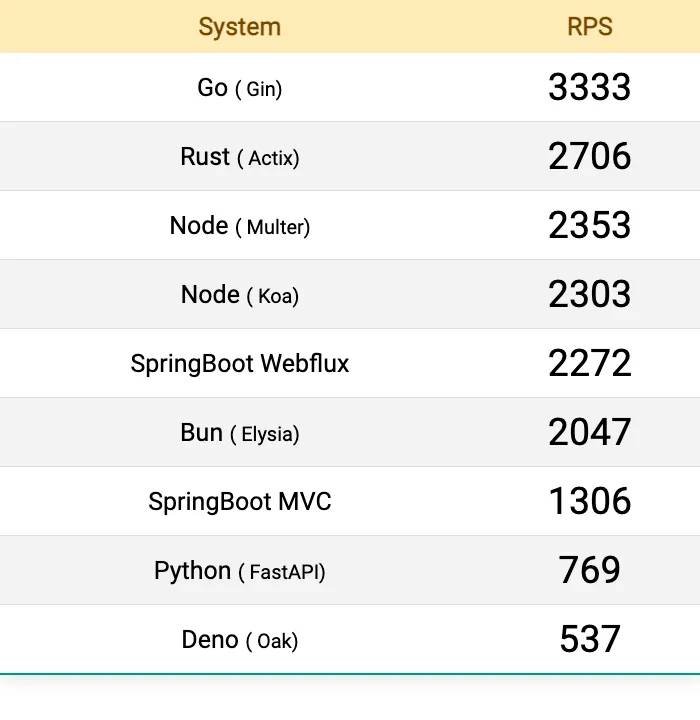 System RPS
Go ( Gin) 3333
Rust ( Actix) 2706
Node ( Multer) 2353
Node ( Koa) 2303
SpringBoot Webflux 2272
Bun ( Elysia) 2047
SpringBoot MVC 1306
Python ( FastAPI) 769
Deno ( Oak) 537